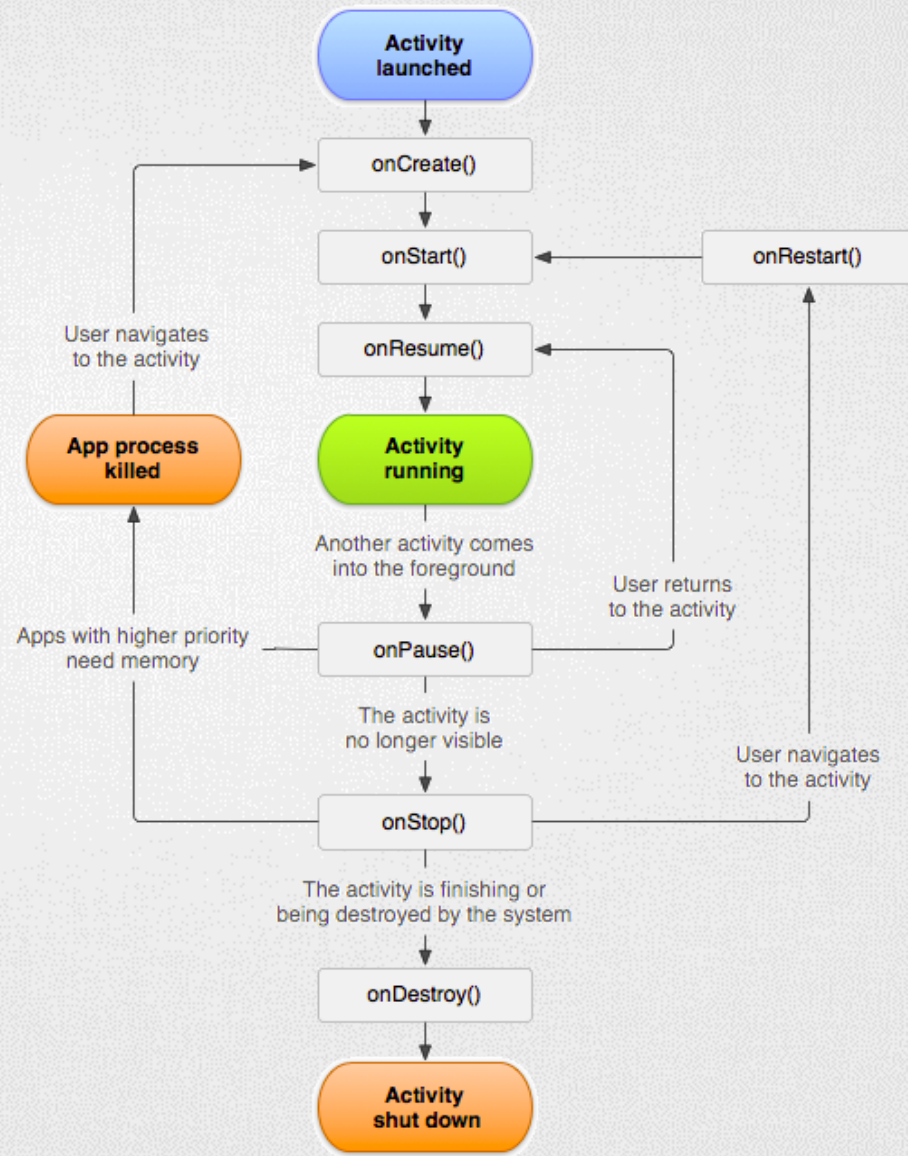 Activity
launched
onCreate()
onStart()
onRestart()
User navigates
to the activity
onResume()
App process
killed
Activity
running
Another activity comes
into the foreground
User returns
to the activity
Apps with higher priority
need memory
onPause()
The activity is
no longer visible
User navigates
to the activity
onStop()
The activity is finishing or
being destroyed by the system
onDestroy()
Activity
shut down